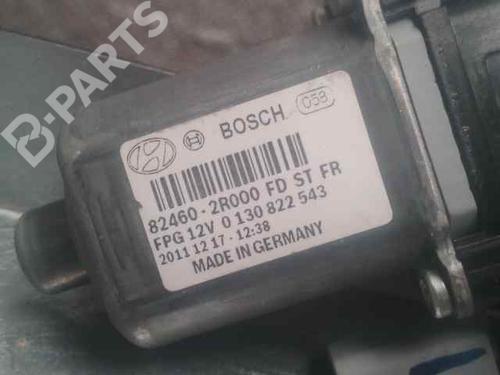 B-PARTS
BOSCH 058
82460-2R000 FD ST FR
FPG 12V 0 130 822 543
2011 12 17 - 12:38
MADE IN GERMANY